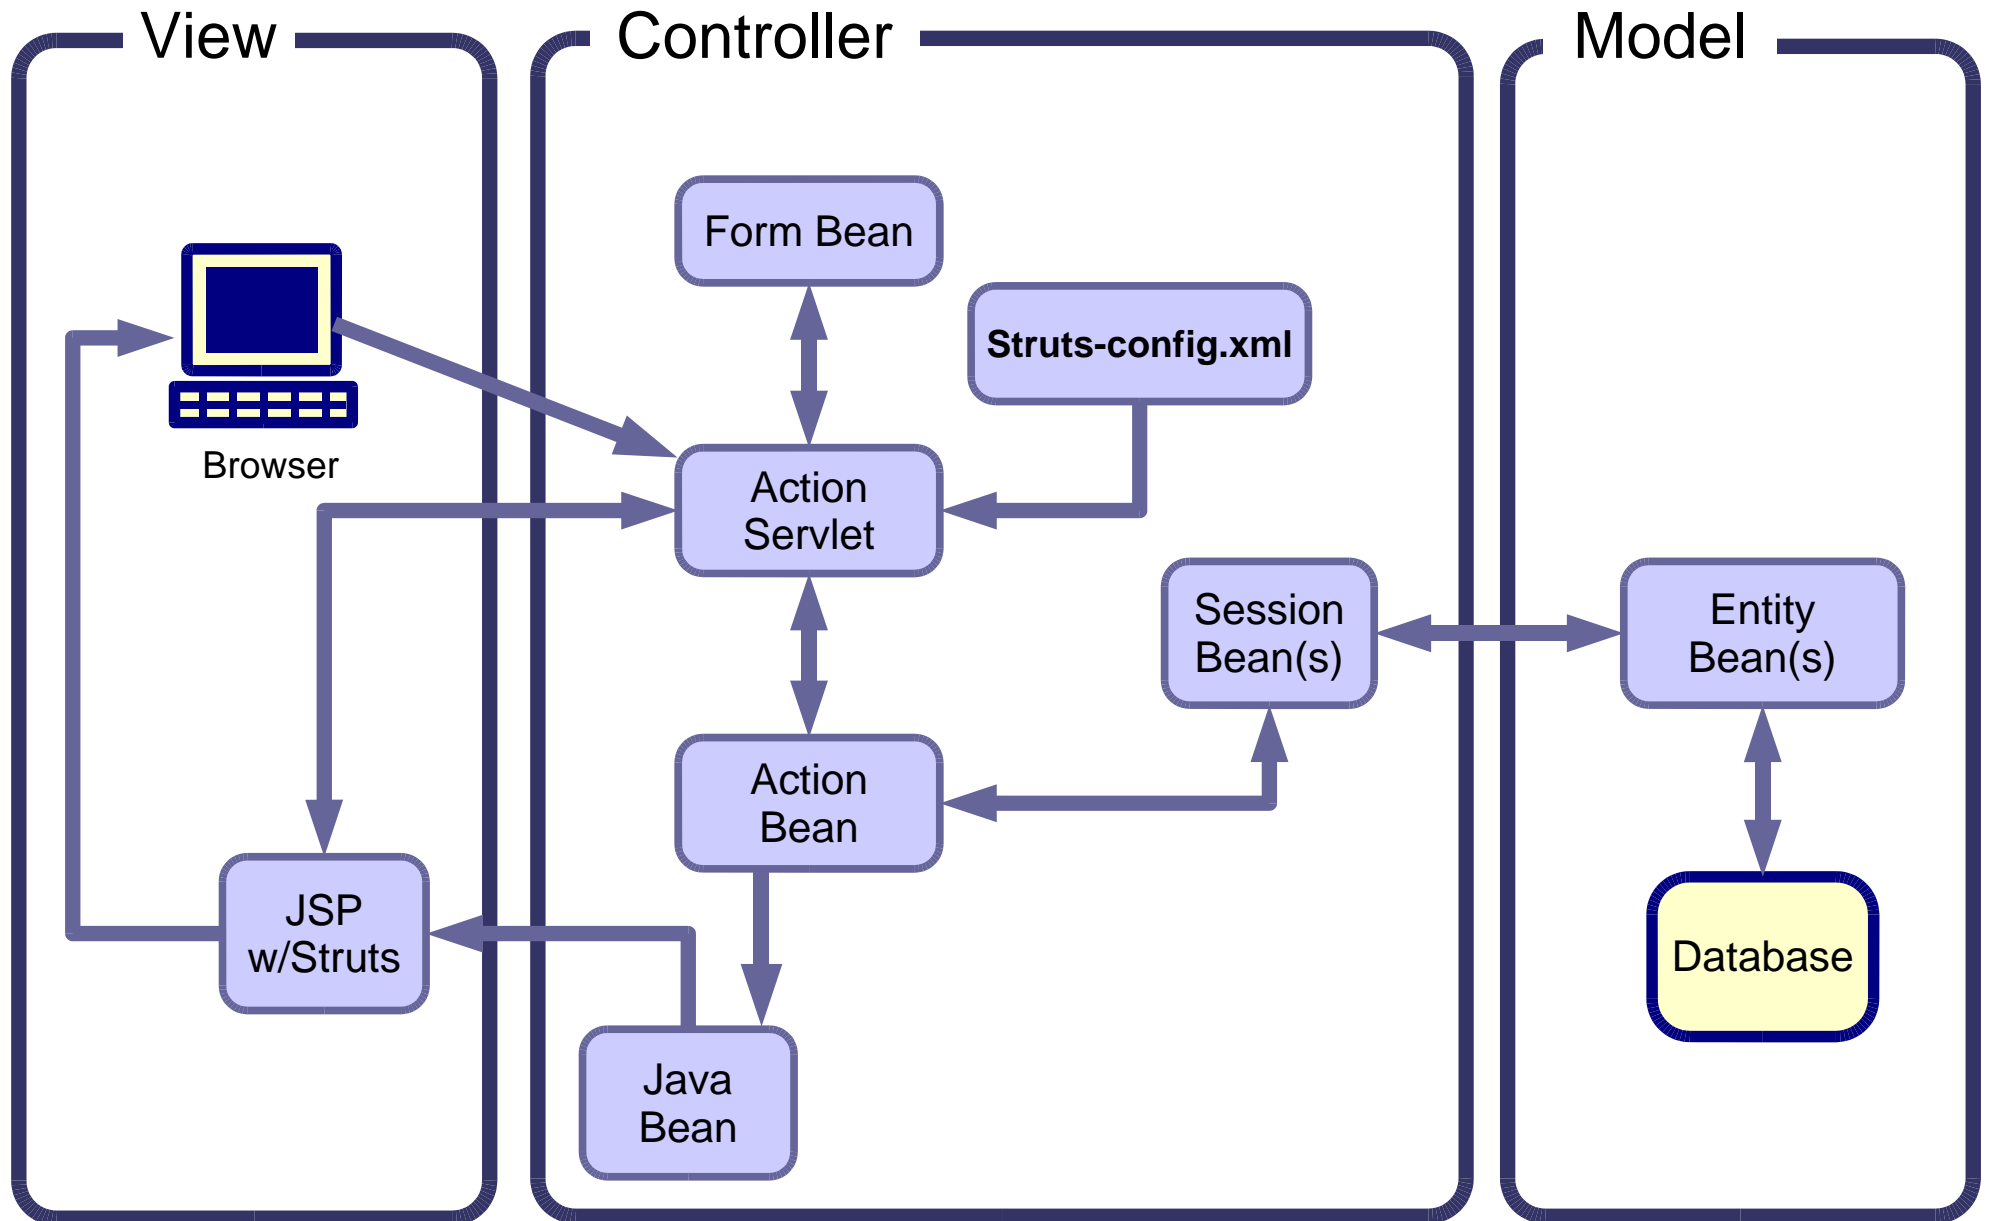 View
Controller
Model
Form Bean
Struts-config.xml
Browser
Action
Servlet
Session
Bean(s)
Entity
Bean(s)
Action
Bean
JSP
w/Struts
Database
Java
Bean